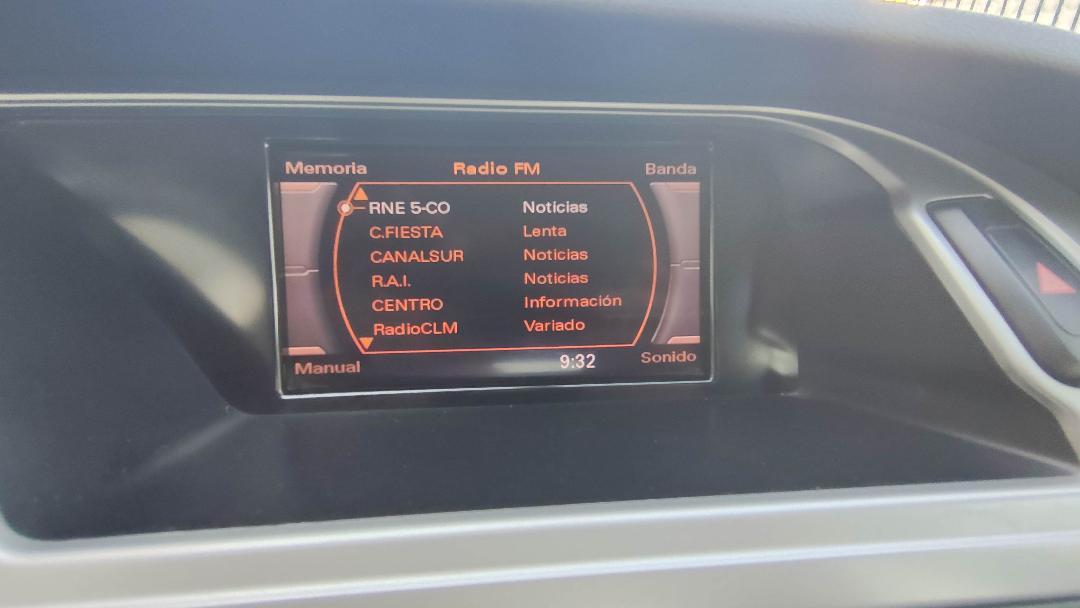 Memoria Radio FM Banda
RNE 5-CO Noticias
C.FIESTA Lenta
CANALSUR Noticias
R.A.I. Noticias
CENTRO Información
RadioCLM Variado
Manual 9:32 Sonido